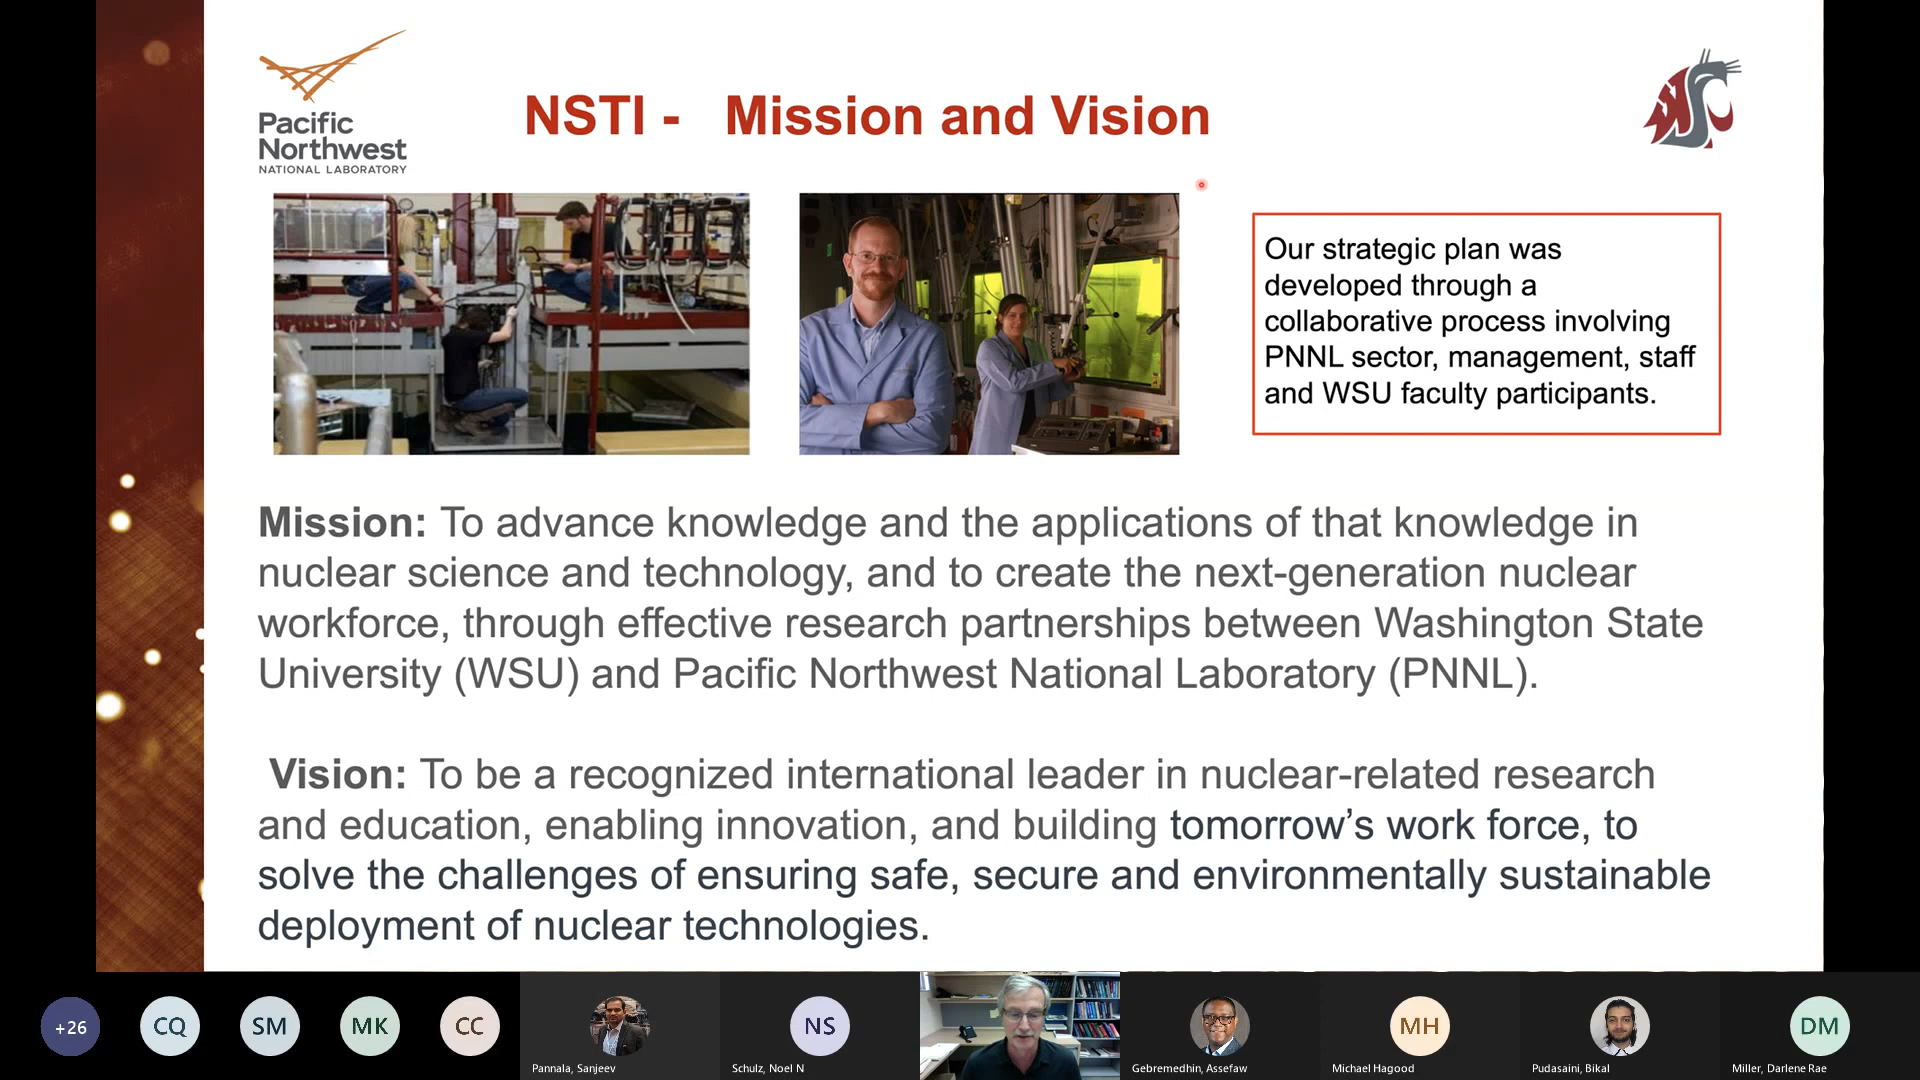 Pacific
Northwest
NATIONAL LABORATORY
NSTI - Mission and Vision
Our strategic plan was
developed through a
collaborative process involving
PNNL sector, management, staff
and WSU faculty participants.
Mission: To advance knowledge and the applications of that knowledge in
nuclear science and technology, and to create the next-generation nuclear
workforce, through effective research partnerships between Washington State
University (WSU) and Pacific Northwest National Laboratory (PNNL).
Vision: To be a recognized international leader in nuclear-related research
and education, enabling innovation, and building tomorrow’s work force, to
solve the challenges of ensuring safe, secure and environmentally sustainable
deployment of nuclear technologies.
+26 CQ SM MK CC NS MH DM
Pannala, Sanjeev Schulz, Noel N Gebremedhin, Assefaw Michael Hagood Pudasaini, Bikal Miller, Darlene Rae